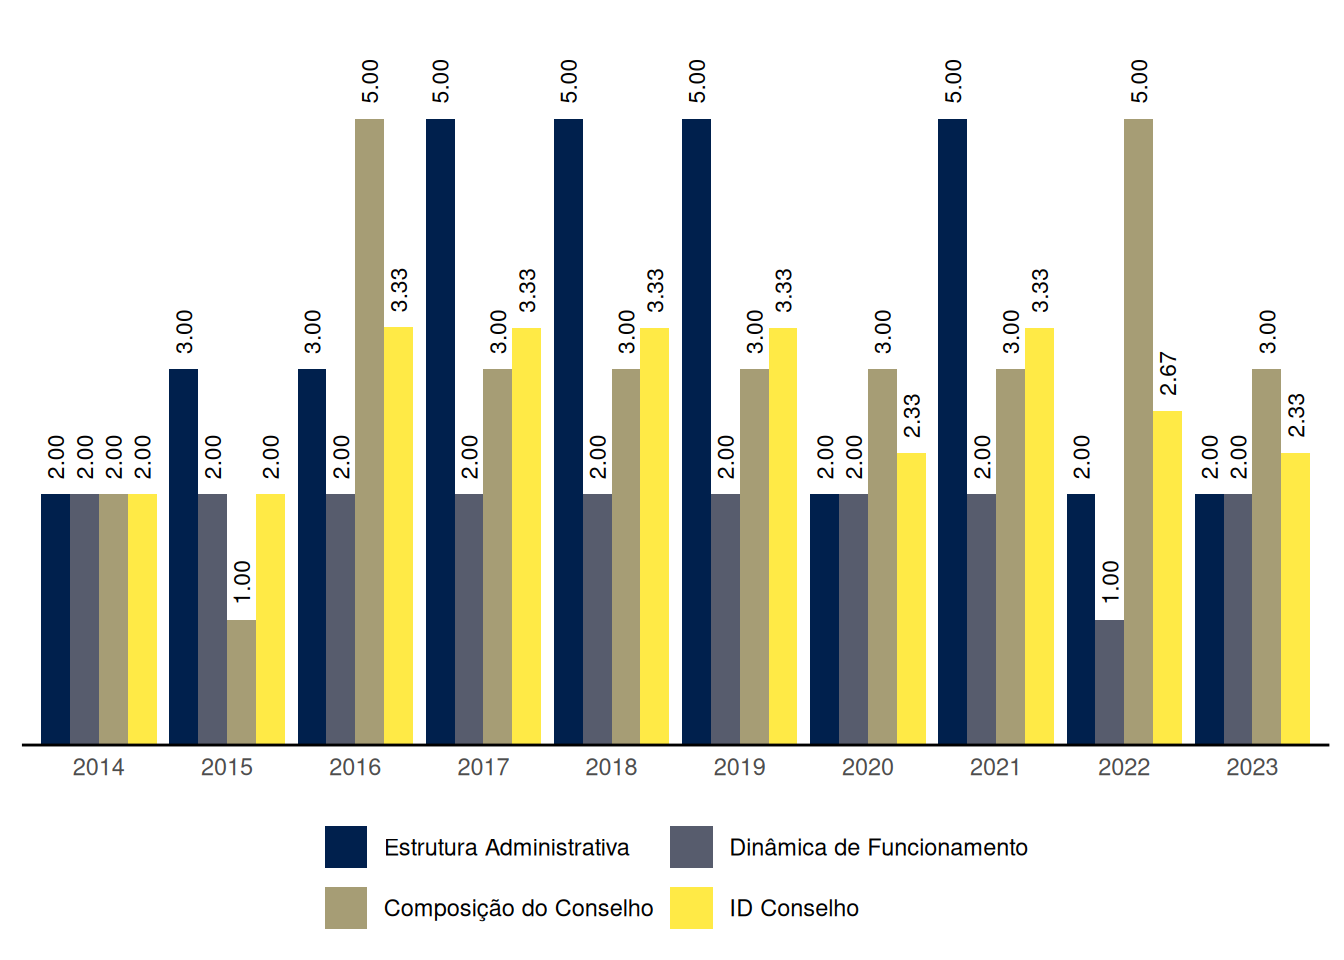 5.00 5.00 5.00 5.00 5.00 5.00
3.33 3.33 3.33 3.33 3.33
3.00 3.00 3.00 3.00 3.00 3.00 3.00 3.00
2.67
2.33 2.33
2.00 2.00 2.00 2.00 2.00 2.00 2.00 2.00 2.00 2.00 2.00 2.00 2.00 2.00 2.00 2.00
1.00 1.00
2014 2015 2016 2017 2018 2019 2020 2021 2022 2023
Estrutura Administrativa Dinâmica de Funcionamento
Composição do Conselho ID Conselho